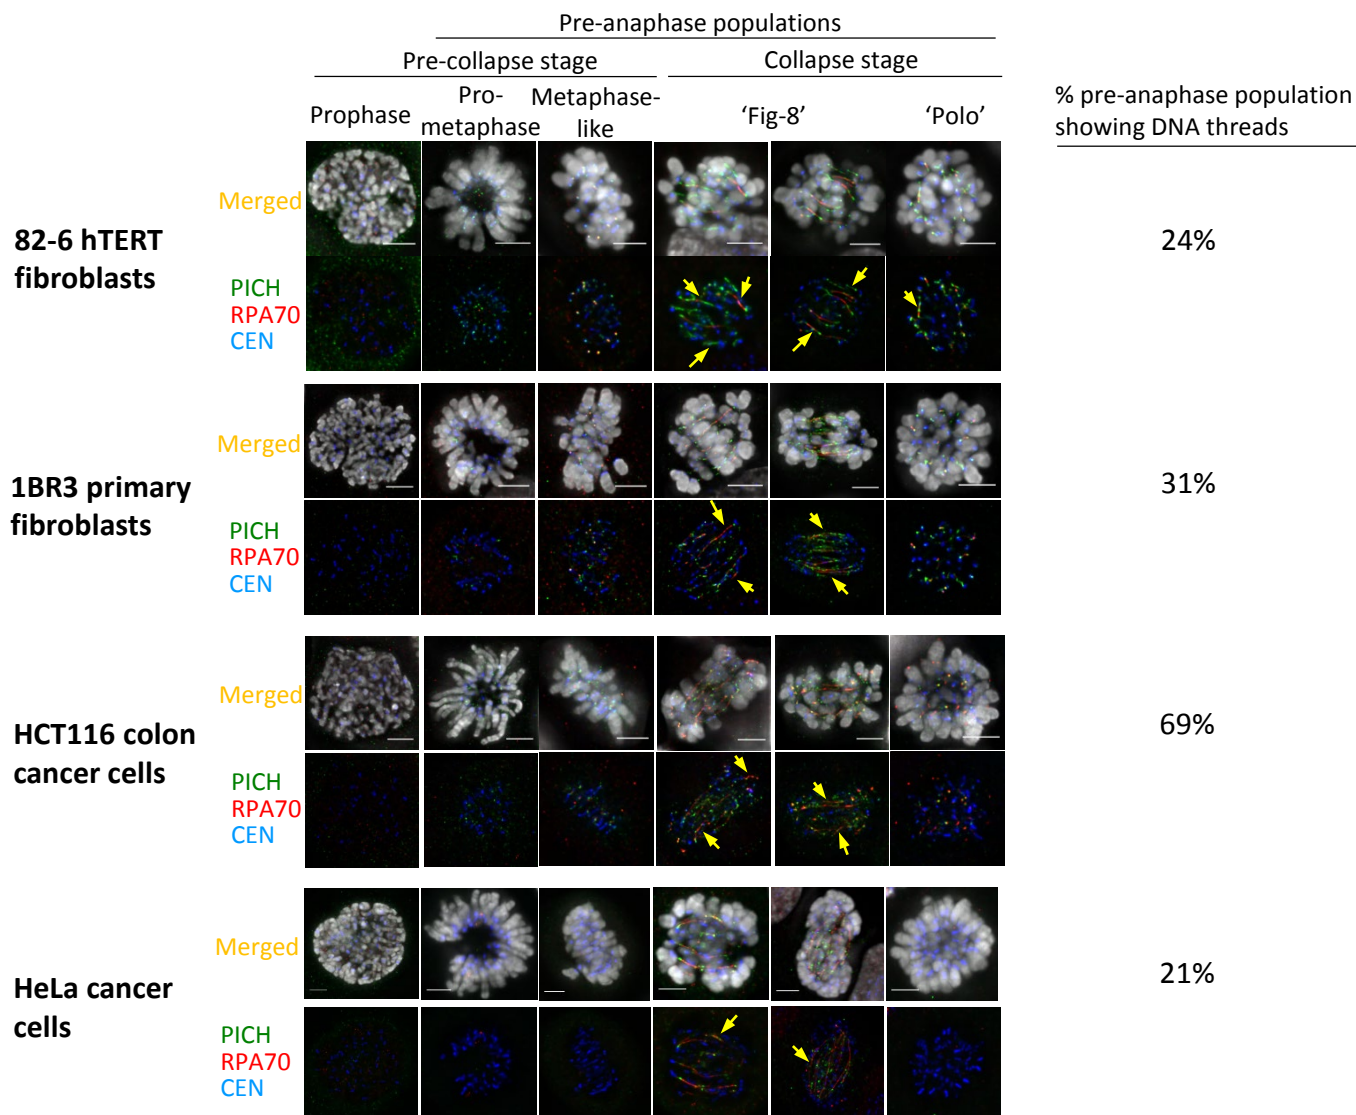 Pre-anaphase populations
Pre-collapse stage
Collapse stage
Prophase
Pro-
metaphase
Metaphase-
like
‘Fig-8’
‘Polo’
% pre-anaphase population
showing DNA threads
82-6 hTERT
fibroblasts
Merged
PICH
RPA70
CEN
24%
1BR3 primary
fibroblasts
Merged
PICH
RPA70
CEN
31%
HCT116 colon
cancer cells
Merged
PICH
RPA70
CEN
69%
HeLa cancer
cells
Merged
PICH
RPA70
CEN
21%